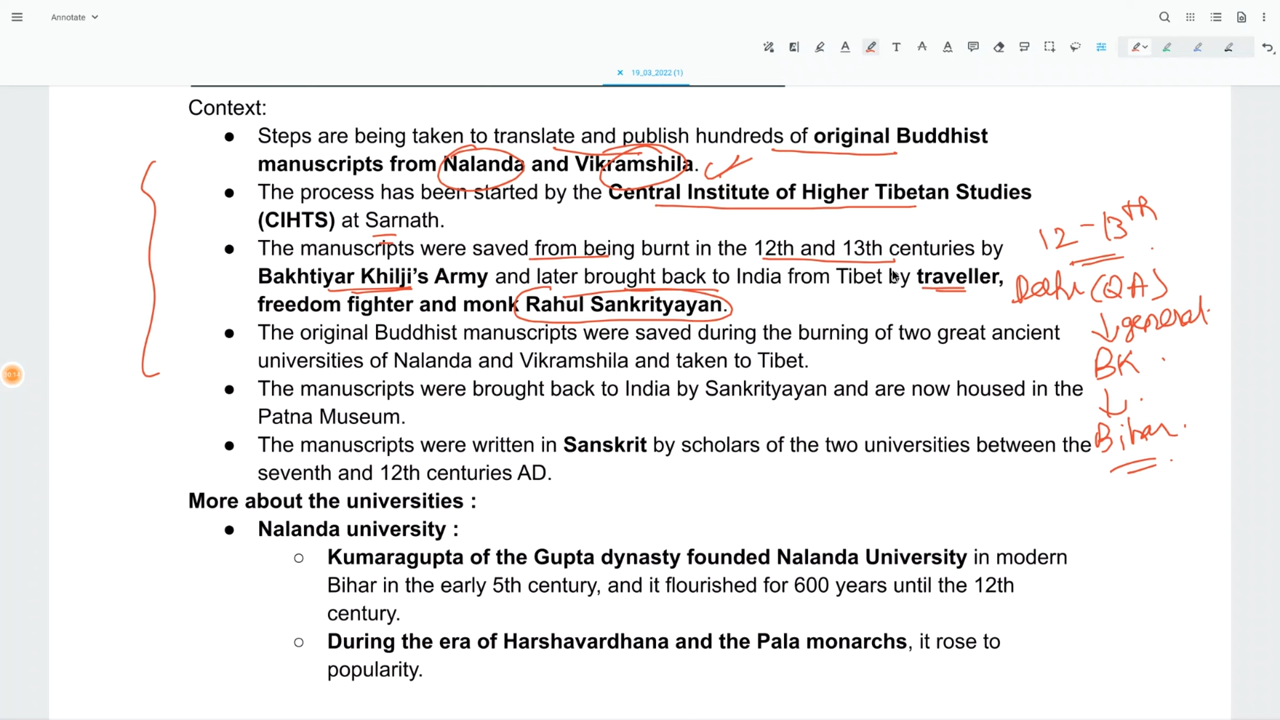 Annotate
19_03_2022 (1)
Context:
● Steps are being taken to translate and publish hundreds of original Buddhist
manuscripts from Nalanda and Vikramshila.
● The process has been started by the Central Institute of Higher Tibetan Studies
(CIHTS) at Sarnath.
● The manuscripts were saved from being burnt in the 12th and 13th centuries by
Bakhtiyar Khilji’s Army and later brought back to India from Tibet by traveller,
freedom fighter and monk Rahul Sankrityayan.
● The original Buddhist manuscripts were saved during the burning of two great ancient
universities of Nalanda and Vikramshila and taken to Tibet.
● The manuscripts were brought back to India by Sankrityayan and are now housed in the
Patna Museum.
● The manuscripts were written in Sanskrit by scholars of the two universities between the
seventh and 12th centuries AD.
More about the universities :
● Nalanda university :
○ Kumaragupta of the Gupta dynasty founded Nalanda University in modern
Bihar in the early 5th century, and it flourished for 600 years until the 12th
century.
○ During the era of Harshavardhana and the Pala monarchs, it rose to
popularity.
12-13th
Delhi (QA)
↓ general
BK
↓
Bihar